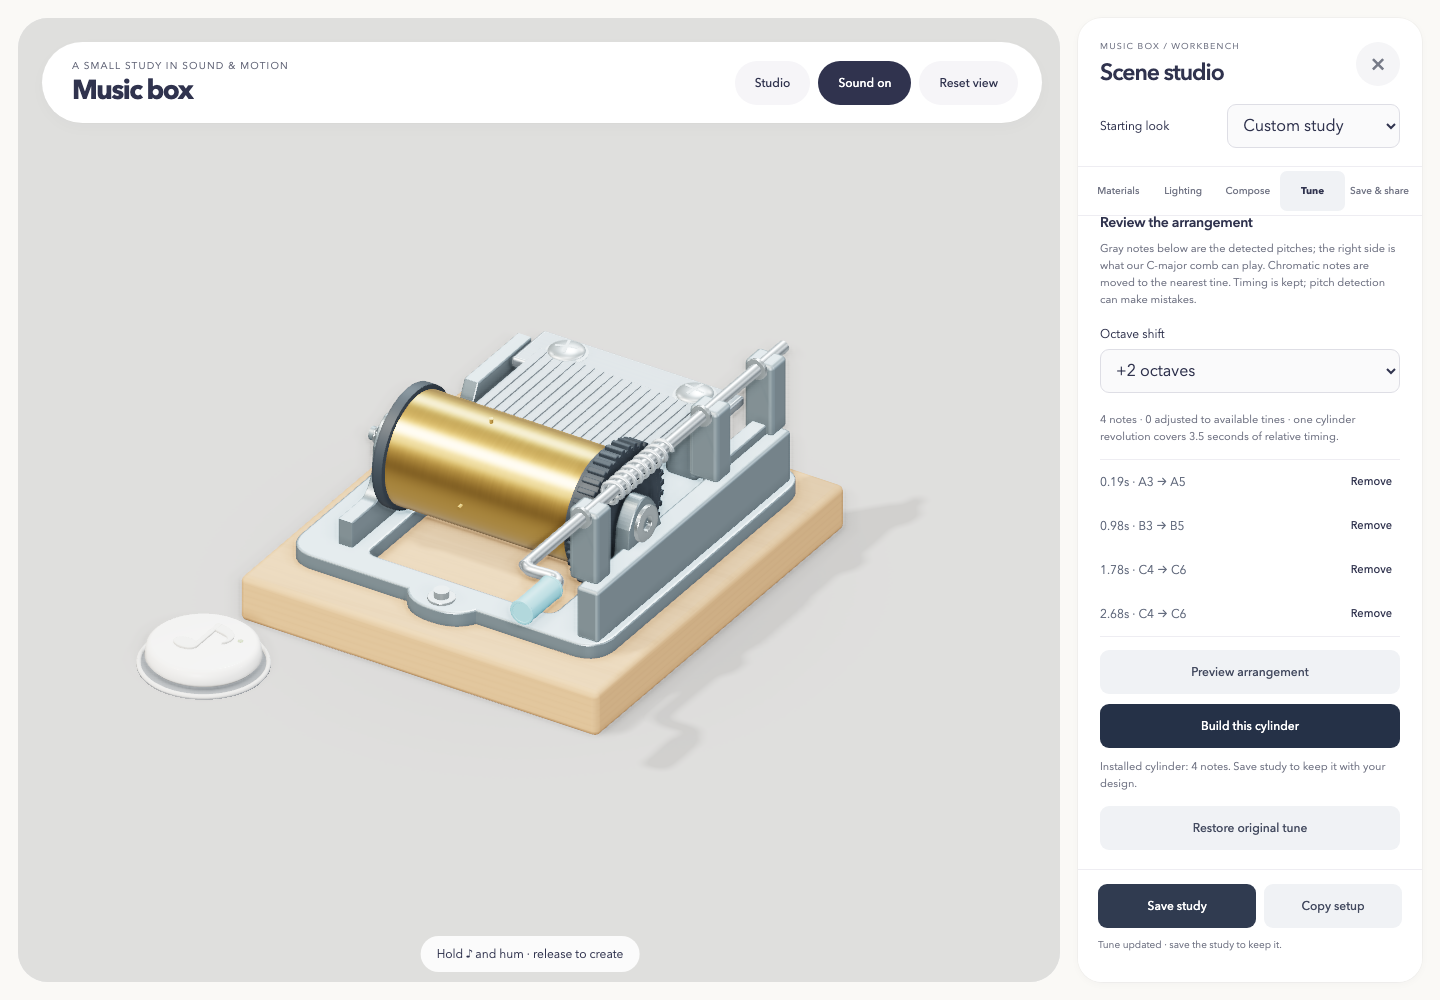 A SMALL STUDY IN SOUND & MOTION
Music box
Studio
Sound on
Reset view
Hold ♪ and hum · release to create
MUSIC BOX / WORKBENCH
Scene studio
Starting look
Custom study
Materials
Lighting
Compose
Tune
Save & share
Review the arrangement
Gray notes below are the detected pitches; the right side is
what our C-major comb can play. Chromatic notes are
moved to the nearest tine. Timing is kept; pitch detection
can make mistakes.
Octave shift
+2 octaves
4 notes · 0 adjusted to available tines · one cylinder
revolution covers 3.5 seconds of relative timing.
0.19s · A3 → A5
Remove
0.98s · B3 → B5
Remove
1.78s · C4 → C6
Remove
2.68s · C4 → C6
Remove
Preview arrangement
Build this cylinder
Installed cylinder: 4 notes. Save study to keep it with your
design.
Restore original tune
Save study
Copy setup
Tune updated · save the study to keep it.